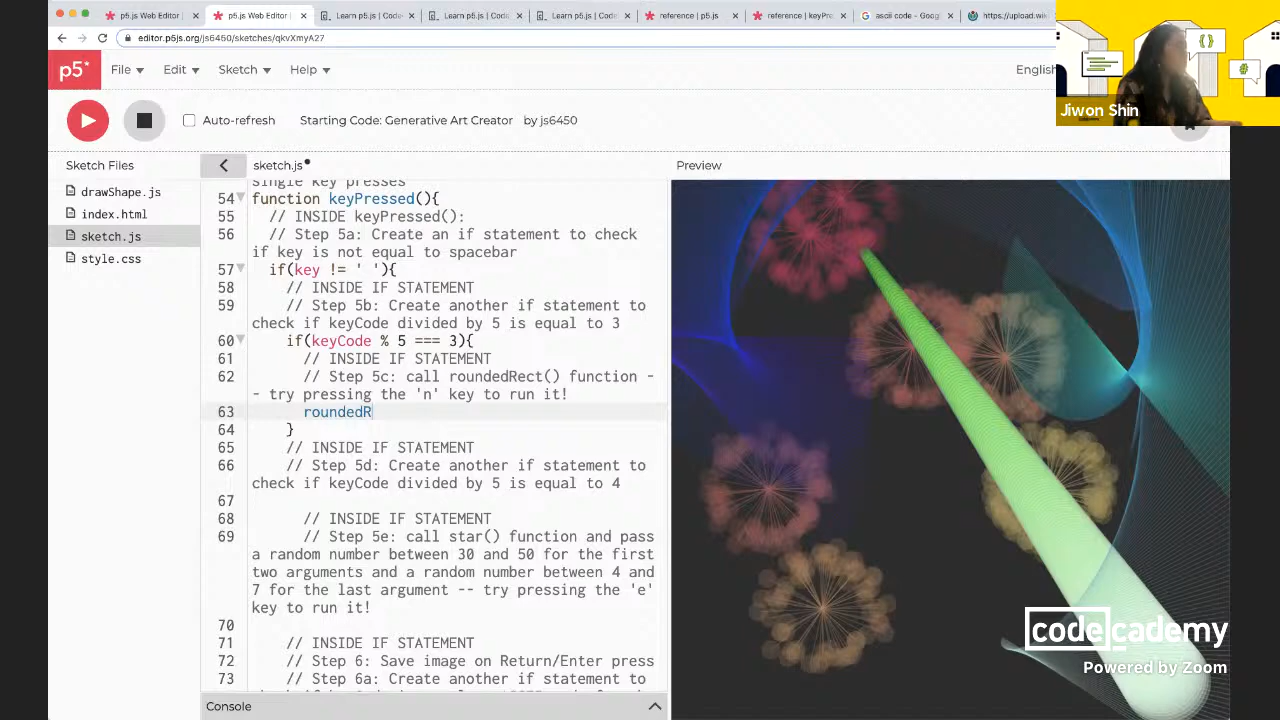 p5.js Web Editor |
p5.js Web Editor |
Learn p5.js | Code
Learn p5.js | Cod
Learn p5.js | Cod
reference | p5.js
reference | keyPre
ascii code - Goog
https://upload.wik
editor.p5js.org/js6450/sketches/qkvXmyA27
p5*
File
Edit
Sketch
Help
English
{ }
#
Jiwon Shin
Auto-refresh
by js6450
Sketch Files
sketch.js
Preview
drawShape.js
index.html
sketch.js
style.css
single key presses
54 function keyPressed(){
55 // INSIDE keyPressed():
56 // Step 5a: Create an if statement to check
if key is not equal to spacebar
57 if(key != ' '){
58 // INSIDE IF STATEMENT
59 // Step 5b: Create another if statement to
check if keyCode divided by 5 is equal to 3
60 if(keyCode % 5 === 3){
61 // INSIDE IF STATEMENT
62 // Step 5c: call roundedRect() function -
- try pressing the 'n' key to run it!
63 roundedR
64 }
65 // INSIDE IF STATEMENT
66 // Step 5d: Create another if statement to
check if keyCode divided by 5 is equal to 4
67
68 // INSIDE IF STATEMENT
69 // Step 5e: call star() function and pass
a random number between 30 and 50 for the first
two arguments and a random number between 4 and
7 for the last argument -- try pressing the 'e'
key to run it!
70
71 // INSIDE IF STATEMENT
72 // Step 6: Save image on Return/Enter press
73 // Step 6a: Create another if statement to
Console
codecademy
Powered by Zoom